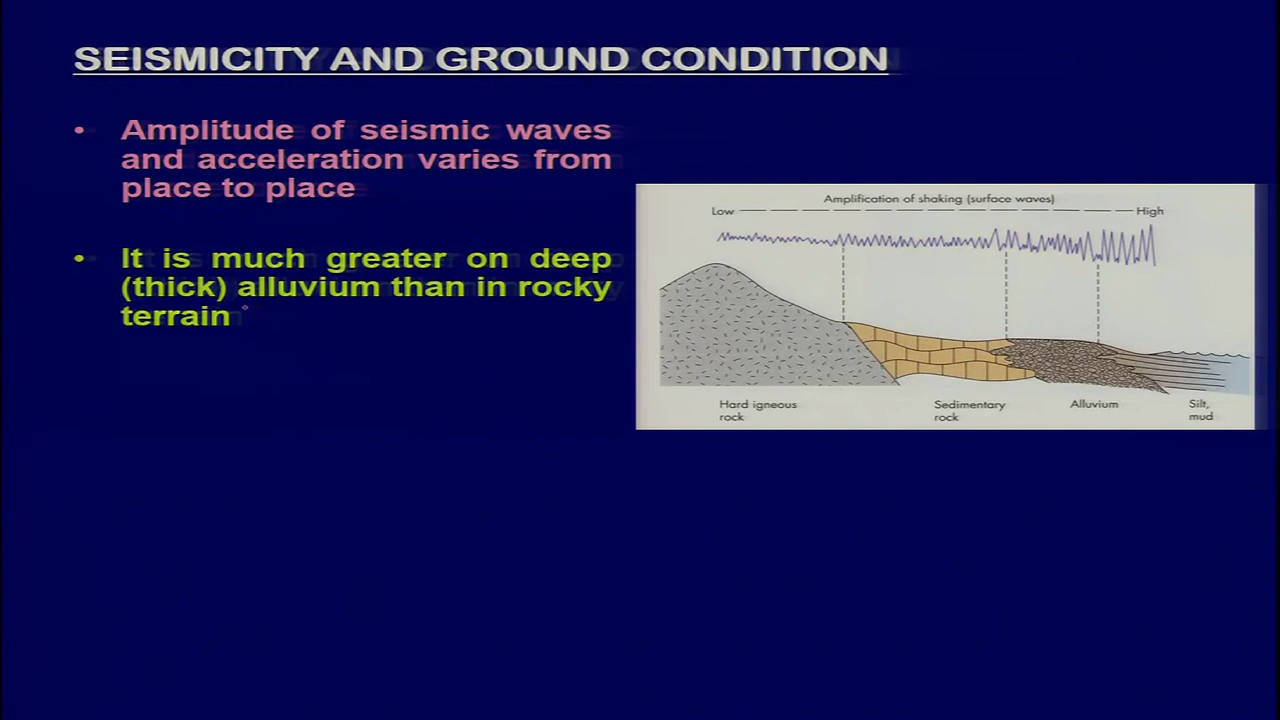 SEISMICITY AND GROUND CONDITION
• Amplitude of seismic waves
and acceleration varies from
place to place
• It is much greater on deep
(thick) alluvium than in rocky
terrain
Amplification of shaking (surface waves)
Low High
Hard igneous
rock
Sedimentary
rock
Alluvium
Silt,
mud